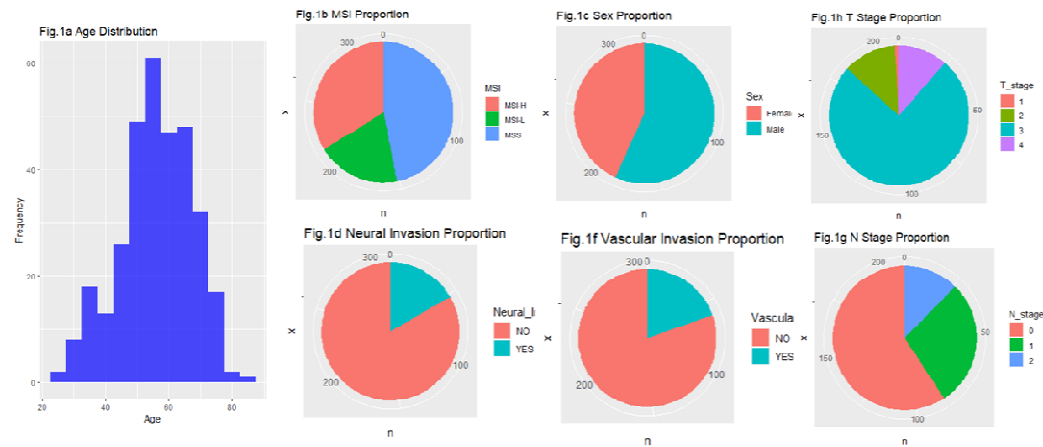 Fig.1a Age Distribution
60
40
20
0
Frequency
20
40
60
80
Age
Fig.1b MSI Proportion
0
300
100
200
n
MSI
MSI-H
MSI-L
MSS
Fig.1c Sex Proportion
0
300
100
200
x
n
Sex
Femal
Male
Fig.1h T Stage Proportion
0
200
50
150
100
x
n
T_stage
1
2
3
4
Fig.1d Neural Invasion Proportion
0
300
100
200
x
n
Neural_I
NO
YES
Fig.1f Vascular Invasion Proportion
300 0
100
200
x
n
Vascula
NO
YES
Fig.1g N Stage Proportion
0
200
50
150
100
x
n
N_stage
0
1
2